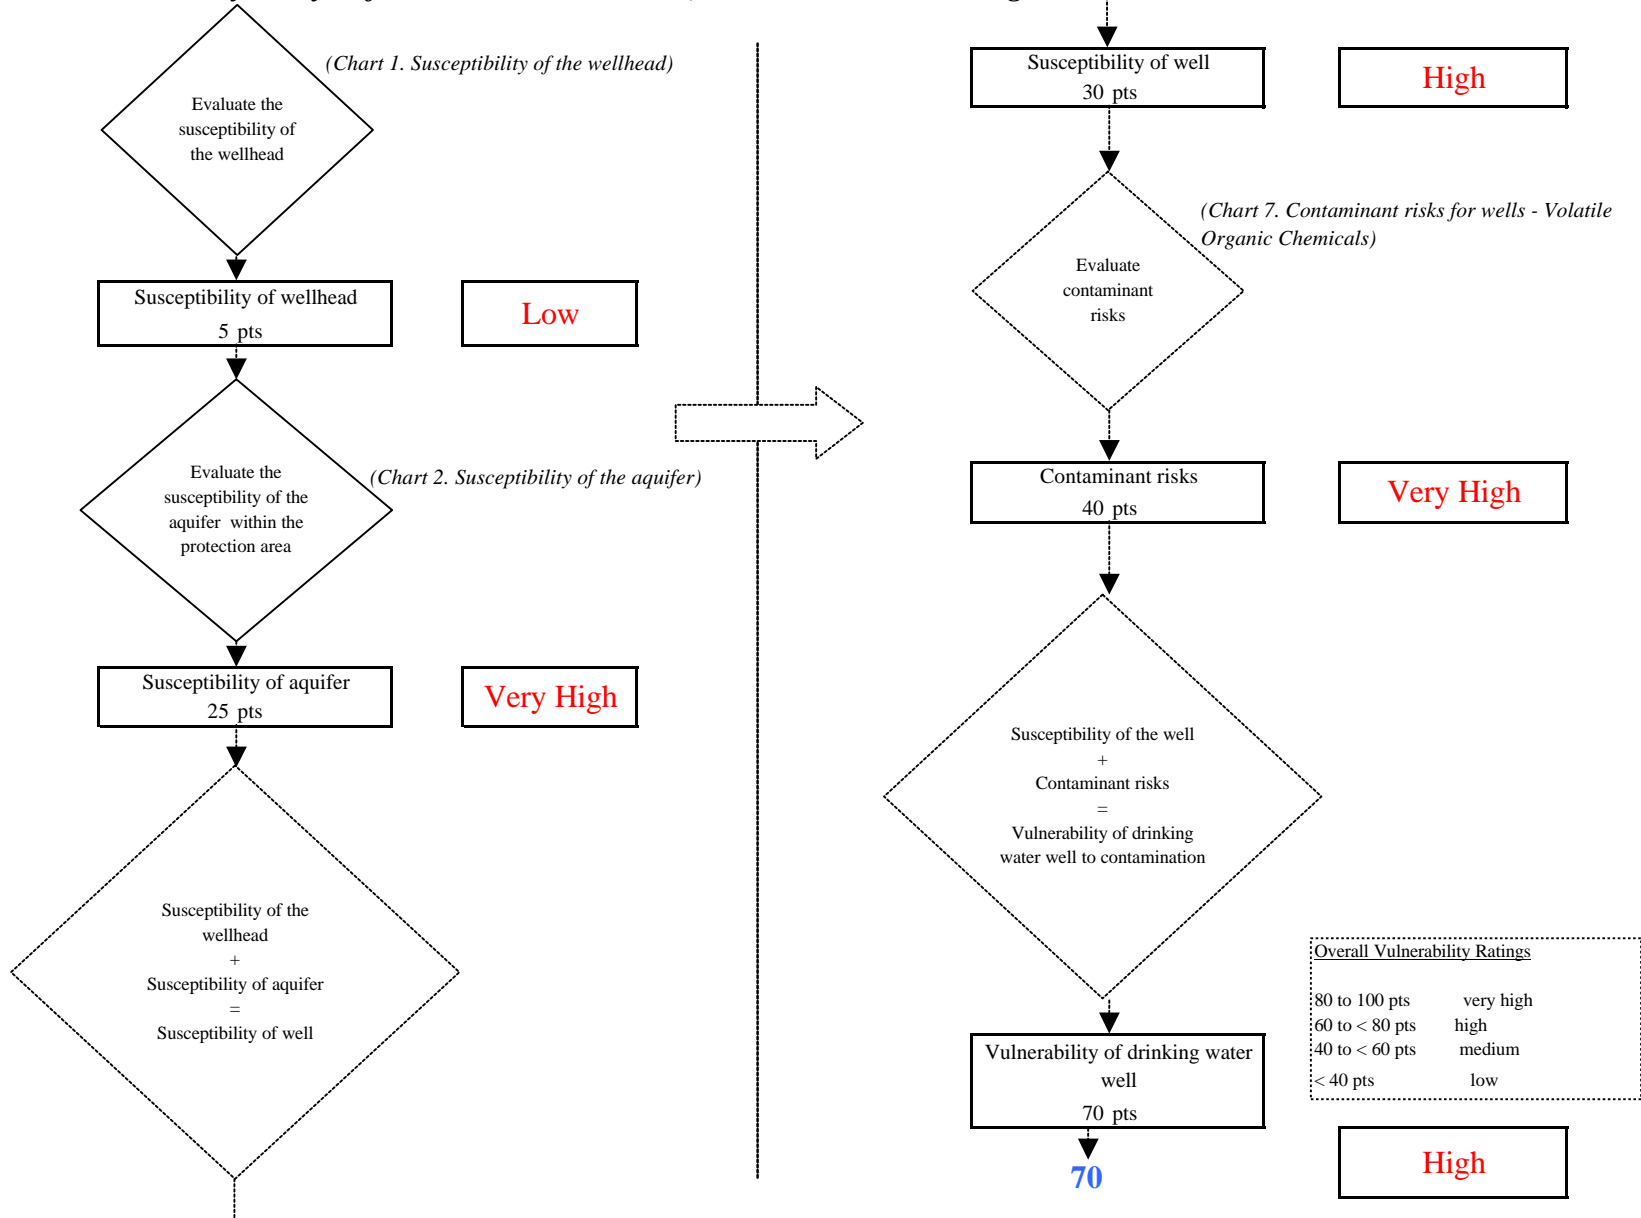 (Chart 1. Susceptibility of the wellhead)
Evaluate the
susceptibility of
the wellhead
Susceptibility of wellhead
5 pts
Low
Evaluate the
susceptibility of the
aquifer within the
protection area
(Chart 2. Susceptibility of the aquifer)
Susceptibility of aquifer
25 pts
Very High
Susceptibility of the
wellhead
+
Susceptibility of aquifer
=
Susceptibility of well
Susceptibility of well
30 pts
High
(Chart 7. Contaminant risks for wells - Volatile
Organic Chemicals)
Evaluate
contaminant
risks
Contaminant risks
40 pts
Very High
Susceptibility of the well
+
Contaminant risks
=
Vulnerability of drinking
water well to contamination
Overall Vulnerability Ratings
80 to 100 pts very high
60 to < 80 pts high
40 to < 60 pts medium
< 40 pts low
Vulnerability of drinking water
well
70 pts
70
High